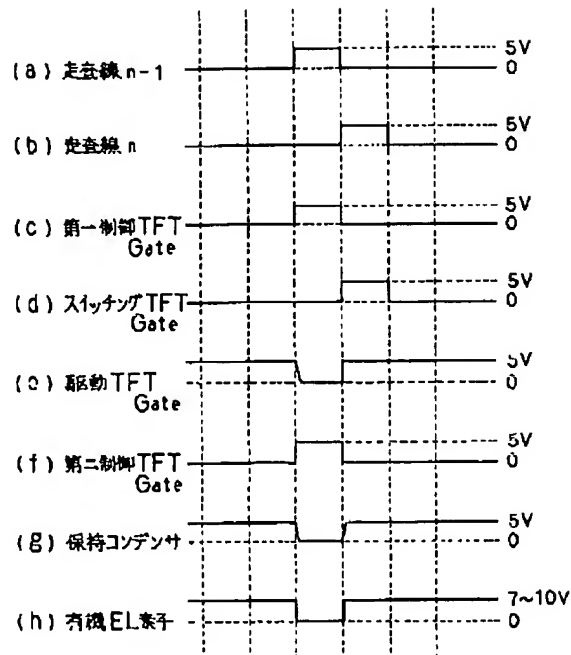 5V
(a) 走査線 n-1 0
5V
(b) 走査線 n 0
5V
(c) 第一制御TFT 0
Gate
5V
(d) スイッチングTFT 0
Gate
5V
(e) 駆動TFT 0
Gate
5V
(f) 第二制御TFT 0
Gate
5V
(g) 保持コンデンサ 0
7~10V
(h) 有機EL素子 0